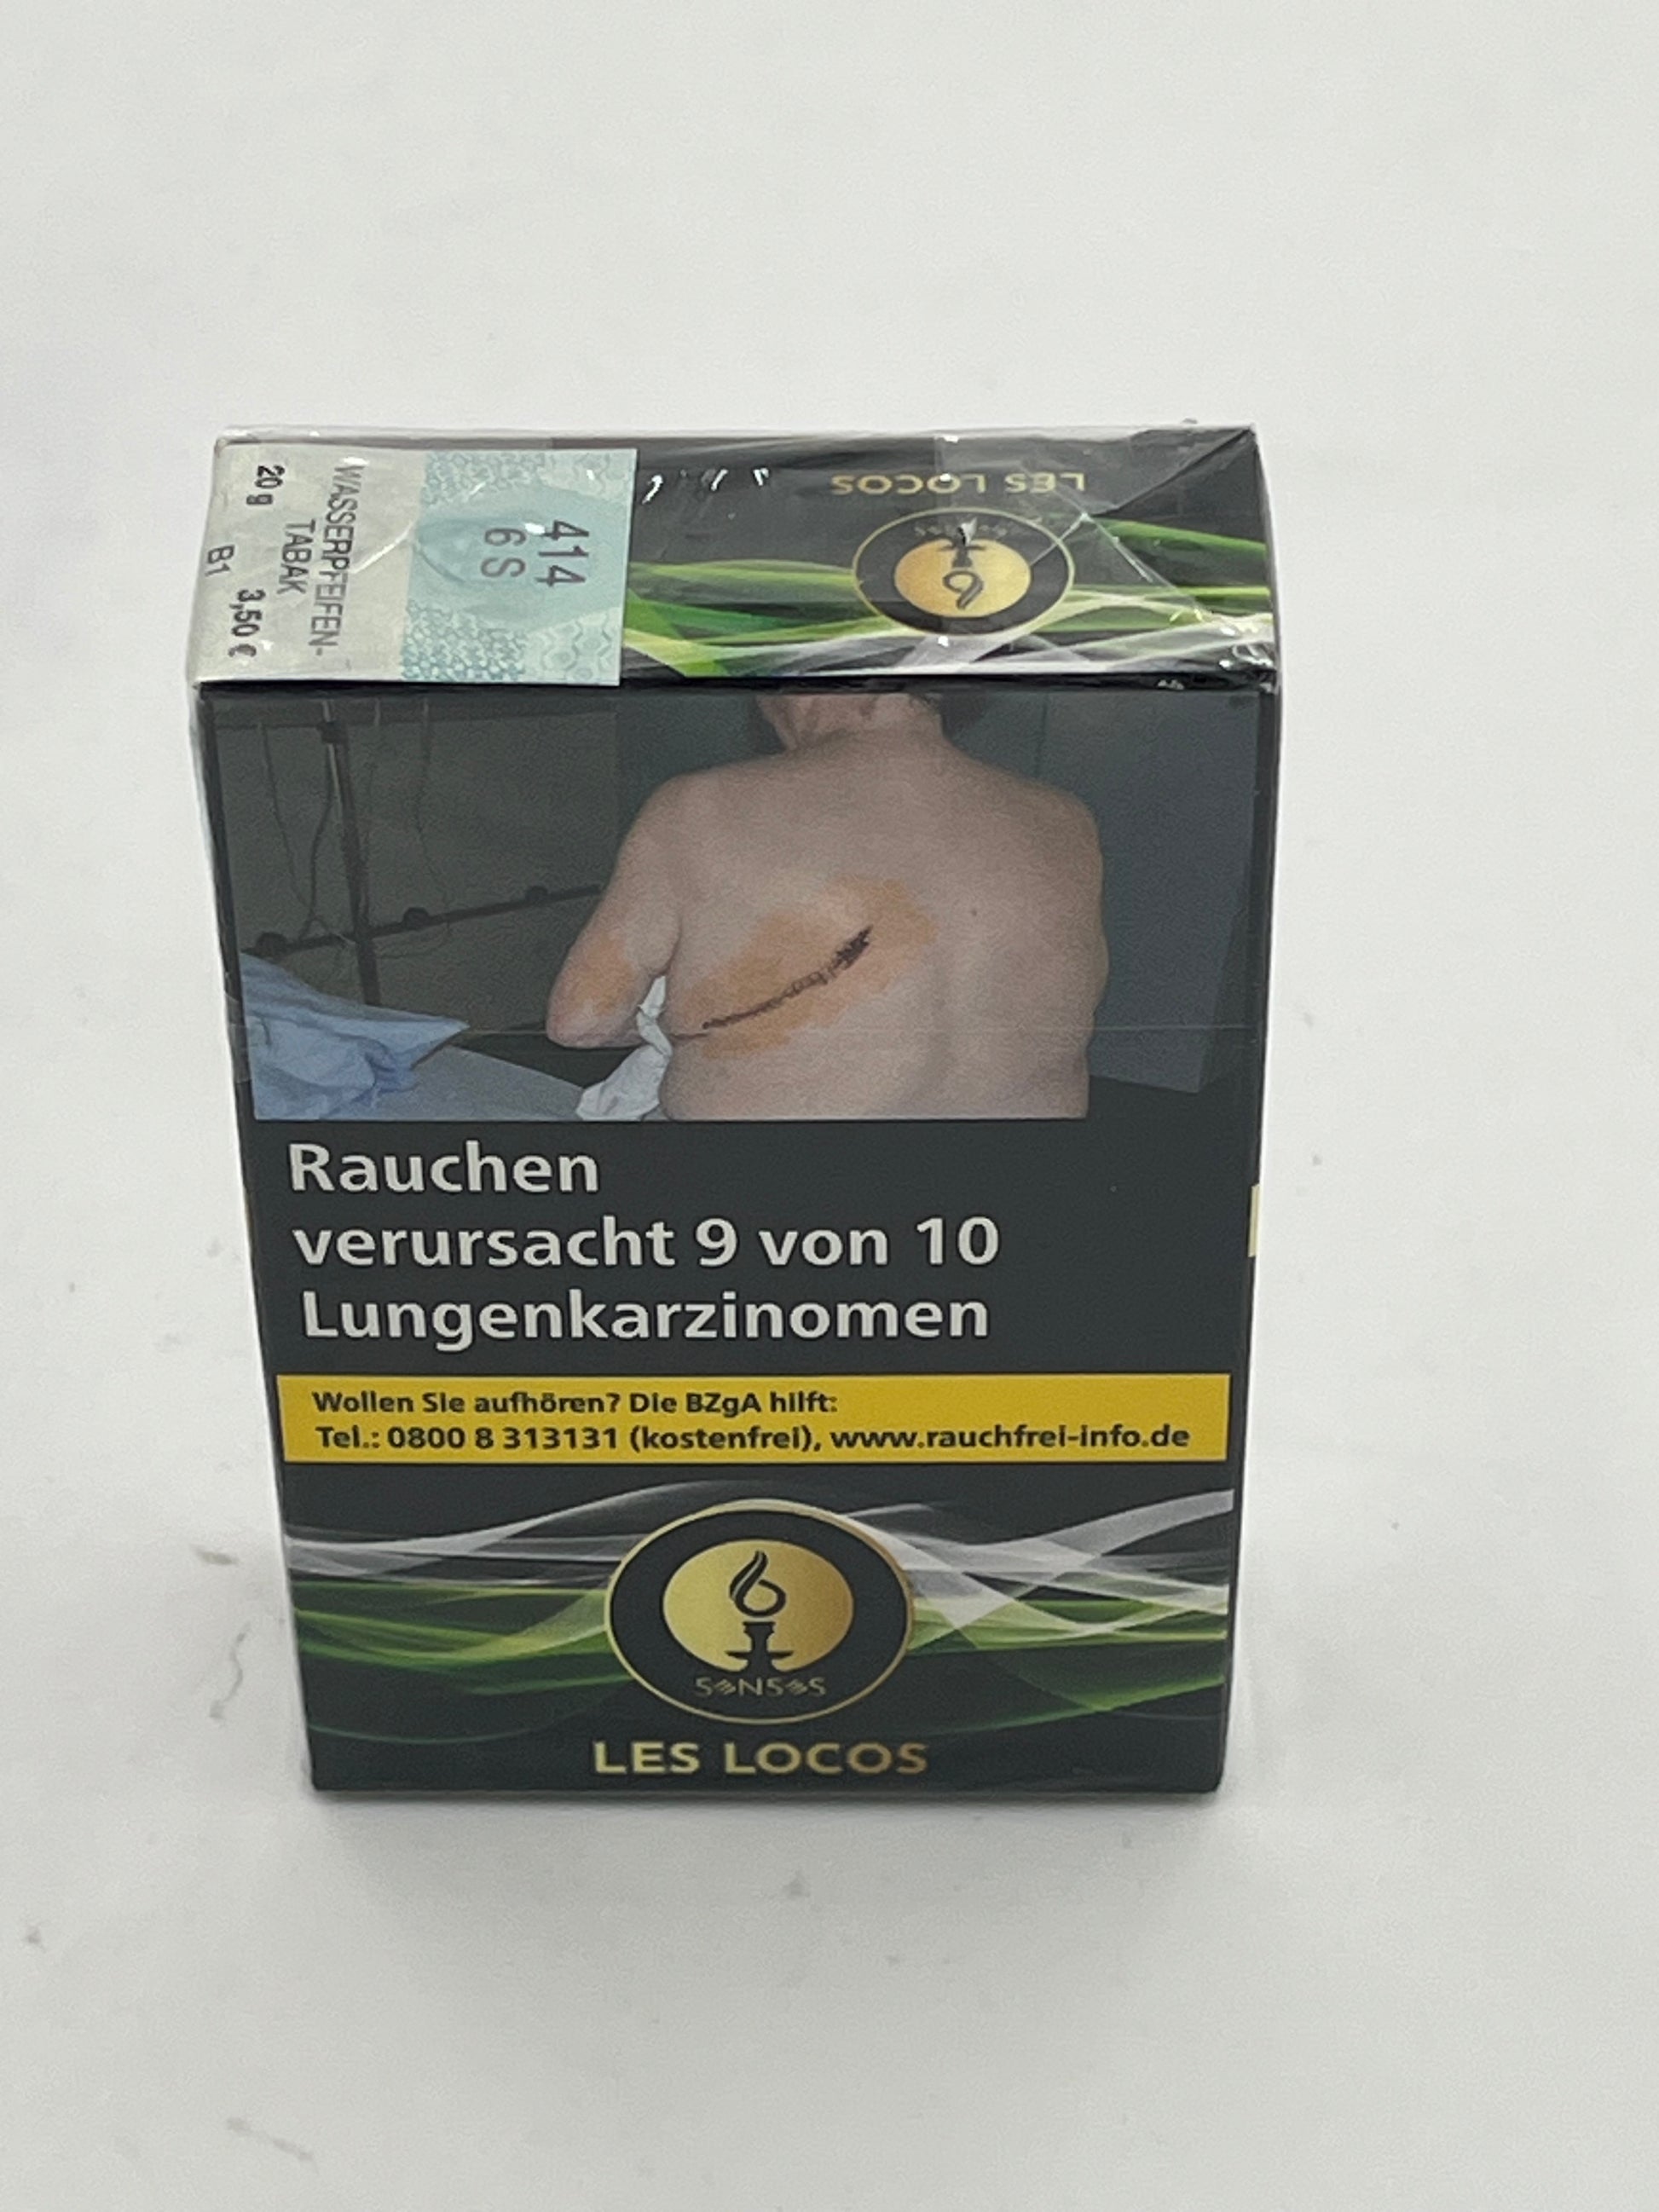 WASSERPFEIFEN-
TABAK
20 g 3,50 €
B1
414
6S
LES LOCOS
Rauchen
verursacht 9 von 10
Lungenkarzinomen
Wollen Sie aufhören? Die BZgA hilft:
Tel.: 0800 8 313131 (kostenfrei), www.rauchfrei-info.de
SENSES
LES LOCOS